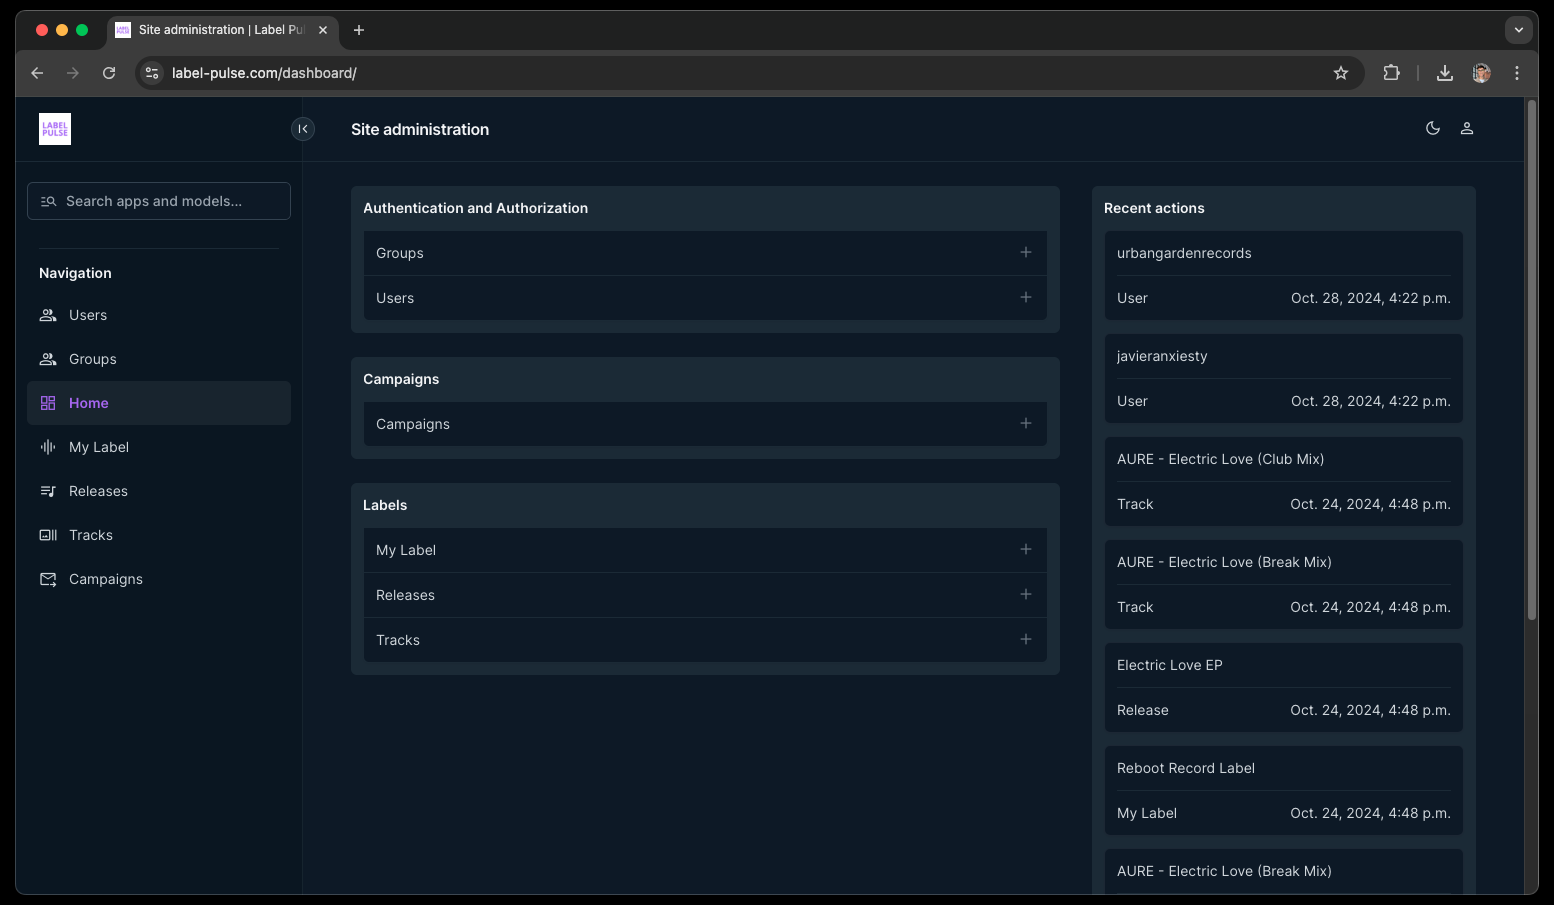 Site administration | Label Pu
label-pulse.com/dashboard/
LABEL
PULSE
Site administration
Search apps and models...
Navigation
Users
Groups
Home
My Label
Releases
Tracks
Campaigns
Authentication and Authorization
Groups
Users
Campaigns
Campaigns
Labels
My Label
Releases
Tracks
Recent actions
urbangardenrecords
User Oct. 28, 2024, 4:22 p.m.
javieranxiesty
User Oct. 28, 2024, 4:22 p.m.
AURE - Electric Love (Club Mix)
Track Oct. 24, 2024, 4:48 p.m.
AURE - Electric Love (Break Mix)
Track Oct. 24, 2024, 4:48 p.m.
Electric Love EP
Release Oct. 24, 2024, 4:48 p.m.
Reboot Record Label
My Label Oct. 24, 2024, 4:48 p.m.
AURE - Electric Love (Break Mix)